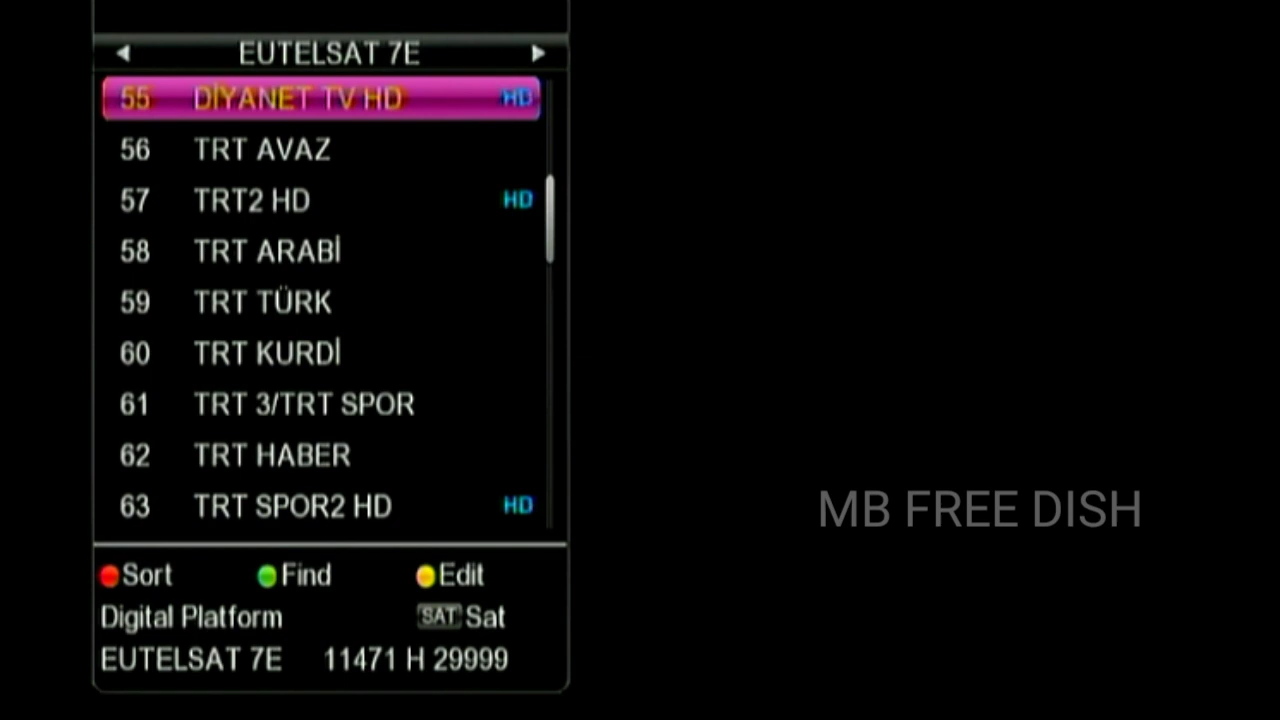 EUTELSAT 7E
55 DİYANET TV HD HD
56 TRT AVAZ
57 TRT2 HD HD
58 TRT ARABİ
59 TRT TÜRK
60 TRT KURDİ
61 TRT 3/TRT SPOR
62 TRT HABER
63 TRT SPOR2 HD HD
MB FREE DISH
Sort Find Edit
Digital Platform SAT Sat
EUTELSAT 7E 11471 H 29999